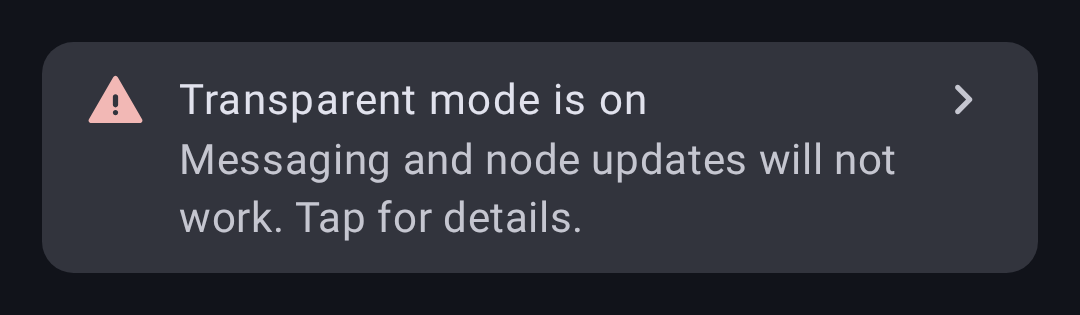 Transparent mode is on
Messaging and node updates will not
work. Tap for details.